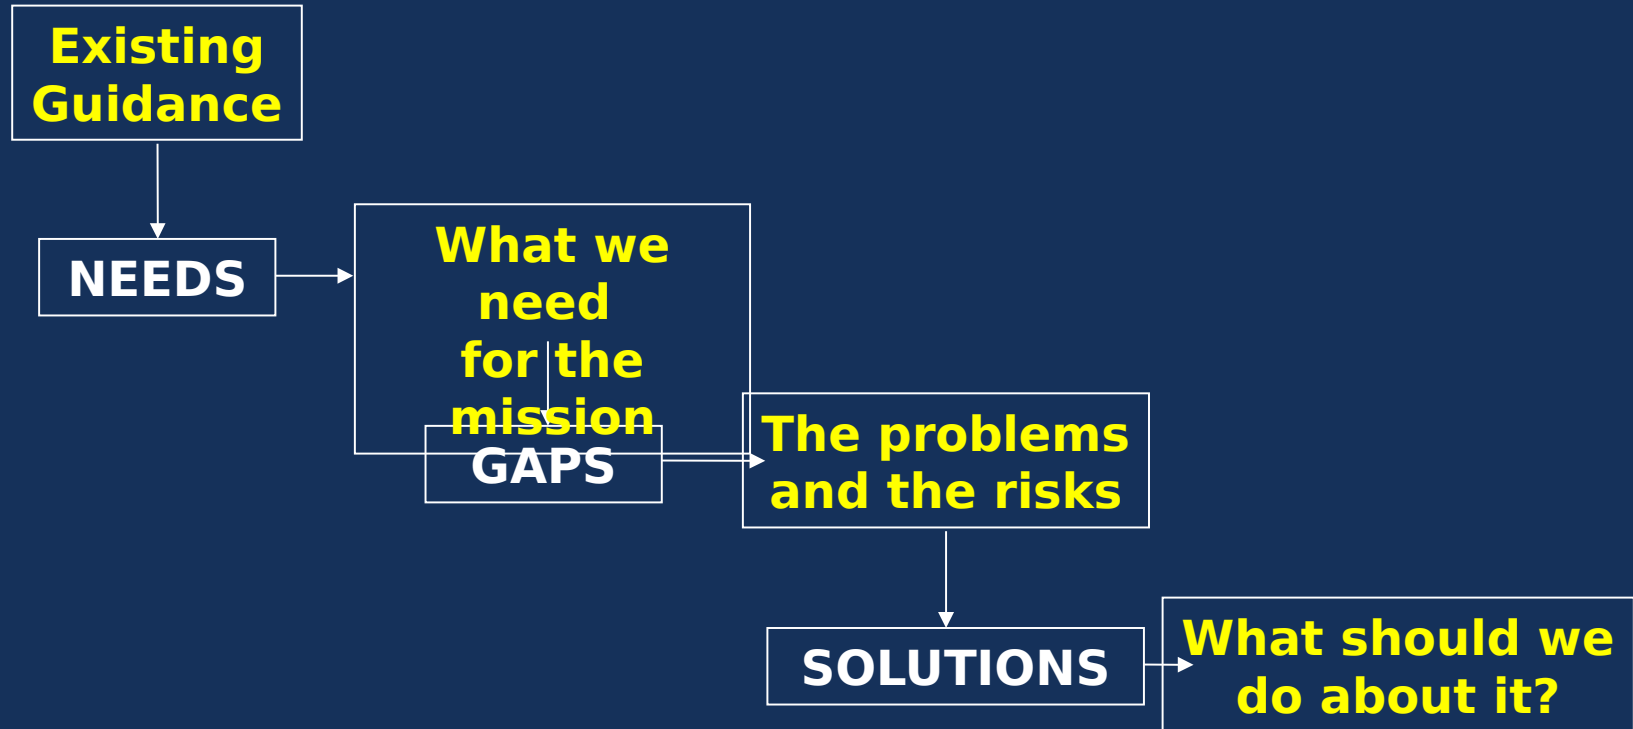 Existing
Guidance
NEEDS
What we
need
for the
mission
GAPS
The problems
and the risks
SOLUTIONS
What should we
do about it?